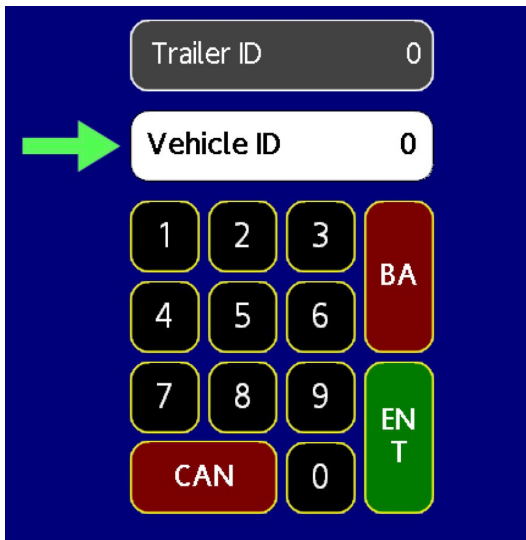 Trailer ID 0
Vehicle ID 0
1 2 3
BA
4 5 6
7 8 9
EN
T
CAN 0